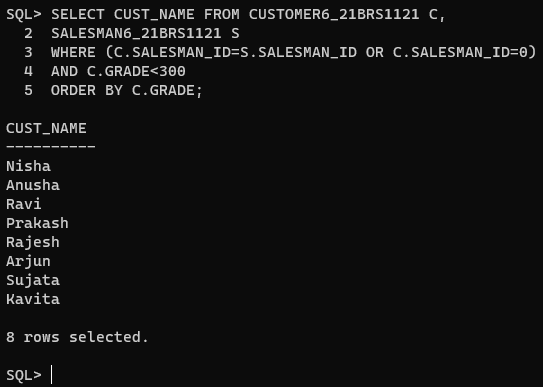 SQL> SELECT CUST_NAME FROM CUSTOMER6_21BRS1121 C,
  2  SALESMAN6_21BRS1121 S
  3  WHERE (C.SALESMAN_ID=S.SALESMAN_ID OR C.SALESMAN_ID=0)
  4  AND C.GRADE<300
  5  ORDER BY C.GRADE;
CUST_NAME
----------
Nisha
Anusha
Ravi
Prakash
Rajesh
Arjun
Sujata
Kavita
8 rows selected.
SQL>